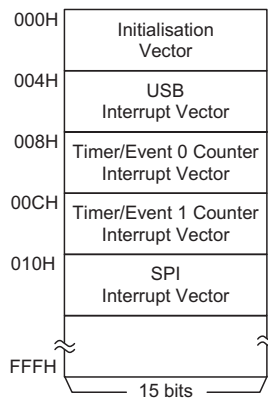 000H
Initialisation
Vector
004H
USB
Interrupt Vector
008H
Timer/Event 0 Counter
Interrupt Vector
00CH
Timer/Event 1 Counter
Interrupt Vector
010H
SPI
Interrupt Vector
FFFH
15 bits